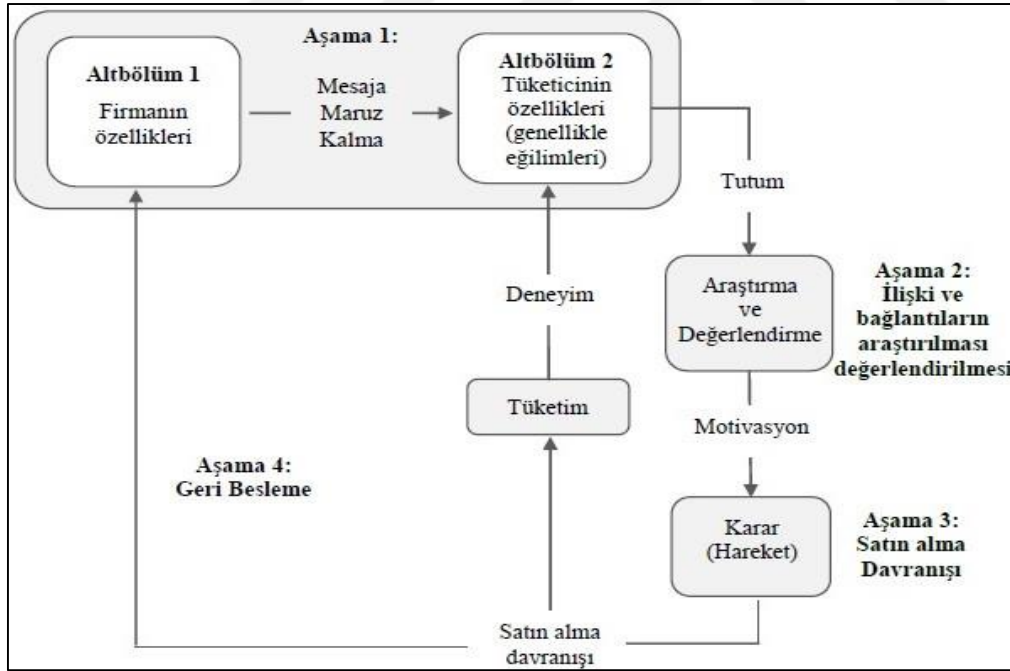 Aşama 1:
Altbölüm 1
Firmanın
özellikleri
Mesaja
Maruz
Kalma
Altbölüm 2
Tüketicinin
özellikleri
(genellikle
eğilimleri)
Tutum
Araştırma
ve
Değerlendirme
Aşama 2:
İlişki ve
bağlantıların
araştırılması
değerlendirilmesi
Deneyim
Tüketim
Motivasyon
Aşama 4:
Geri Besleme
Karar
(Hareket)
Aşama 3:
Satın alma
Davranışı
Satın alma
davranışı